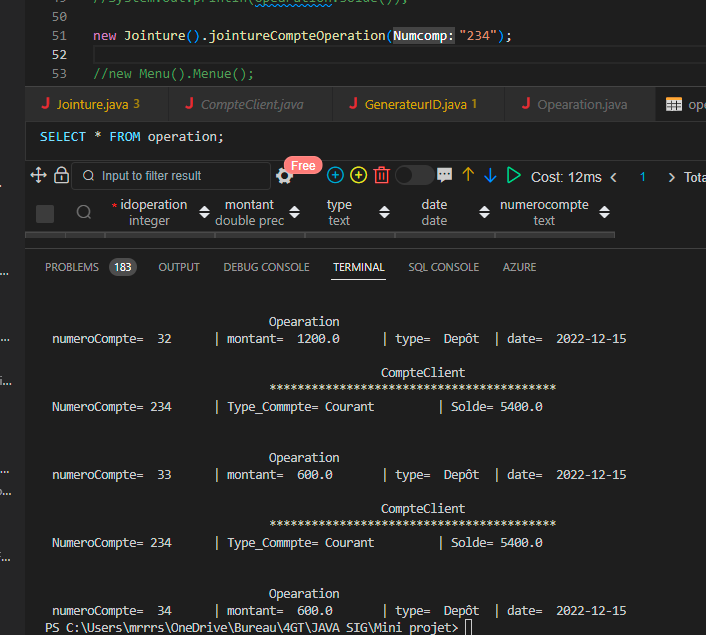 50
51 new Jointure().jointureCompteOperation(Numcomp: "234");
52
53 //new Menu().Menue();
J Jointure.java 3 J CompteClient.java J GenerateurID.java 1 J Opearation.java ope
SELECT * FROM operation;
Input to filter result Free Cost: 12ms < 1 > Tota
* idoperation integer montant double prec type text date date numerocompte text
PROBLEMS 183 OUTPUT DEBUG CONSOLE TERMINAL SQL CONSOLE AZURE
Opearation
numeroCompte= 32 | montant= 1200.0 | type= Depôt | date= 2022-12-15
CompteClient
*****************************************
NumeroCompte= 234 | Type_Commpte= Courant | Solde= 5400.0
Opearation
numeroCompte= 33 | montant= 600.0 | type= Depôt | date= 2022-12-15
CompteClient
*****************************************
NumeroCompte= 234 | Type_Commpte= Courant | Solde= 5400.0
Opearation
numeroCompte= 34 | montant= 600.0 | type= Depôt | date= 2022-12-15
PS C:\Users\mrrrs\OneDrive\Bureau\4GT\JAVA SIG\Mini projet>